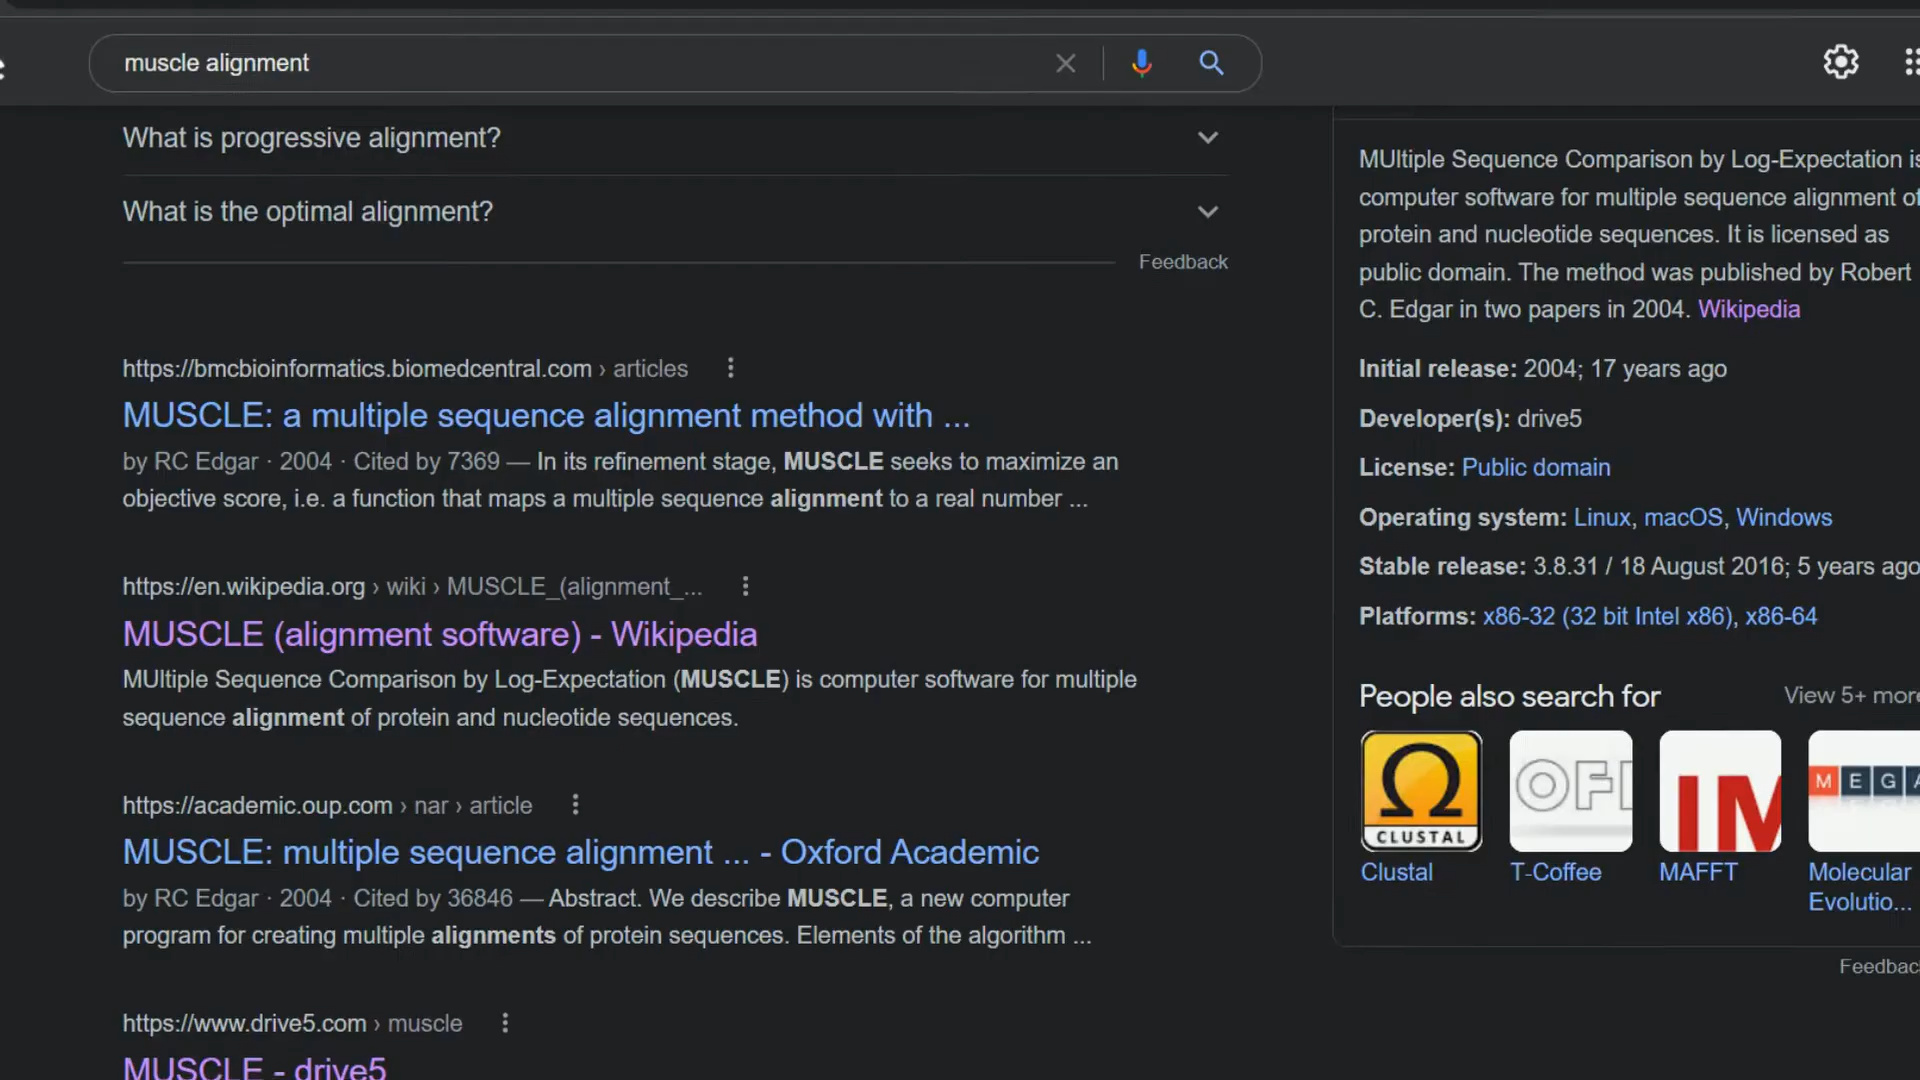 muscle alignment
What is progressive alignment?
What is the optimal alignment?
Feedback
https://bmcbioinformatics.biomedcentral.com › articles
MUSCLE: a multiple sequence alignment method with ...
by RC Edgar · 2004 · Cited by 7369 — In its refinement stage, MUSCLE seeks to maximize an
objective score, i.e. a function that maps a multiple sequence alignment to a real number ...
https://en.wikipedia.org › wiki › MUSCLE_(alignment_...
MUSCLE (alignment software) - Wikipedia
MUltiple Sequence Comparison by Log-Expectation (MUSCLE) is computer software for multiple
sequence alignment of protein and nucleotide sequences.
https://academic.oup.com › nar › article
MUSCLE: multiple sequence alignment ... - Oxford Academic
by RC Edgar · 2004 · Cited by 36846 — Abstract. We describe MUSCLE, a new computer
program for creating multiple alignments of protein sequences. Elements of the algorithm ...
https://www.drive5.com › muscle
MUSCLE - drive5
MUltiple Sequence Comparison by Log-Expectation is
computer software for multiple sequence alignment of
protein and nucleotide sequences. It is licensed as
public domain. The method was published by Robert
C. Edgar in two papers in 2004. Wikipedia
Initial release: 2004; 17 years ago
Developer(s): drive5
License: Public domain
Operating system: Linux, macOS, Windows
Stable release: 3.8.31 / 18 August 2016; 5 years ago
Platforms: x86-32 (32 bit Intel x86), x86-64
People also search for
View 5+ more
CLUSTAL
OFF
IM
MEGA
Clustal
T-Coffee
MAFFT
Molecular
Evolutio...
Feedbac